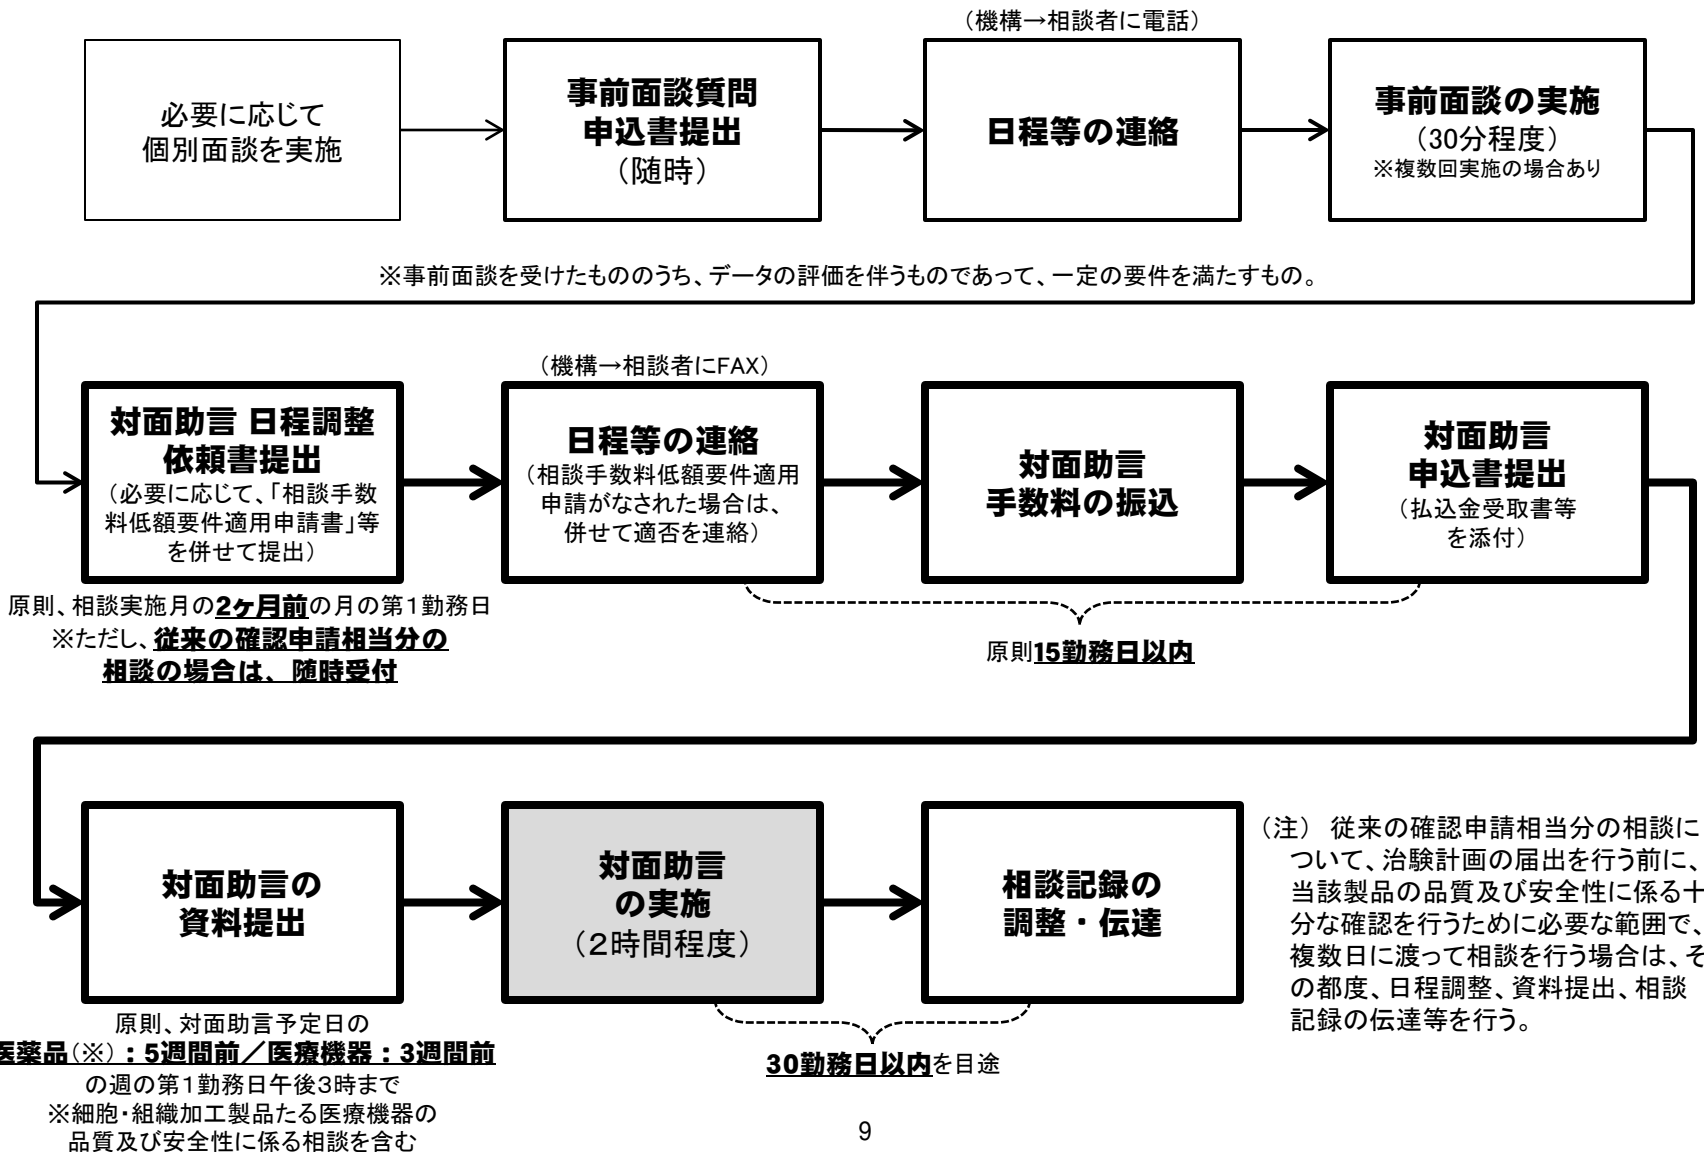 必要に応じて
個別面談を実施
事前面談質問
申込書提出
（随時）
（機構→相談者に電話）
日程等の連絡
事前面談の実施
（30分程度）
※複数回実施の場合あり
※事前面談を受けたもののうち、データの評価を伴うものであって、一定の要件を満たすもの。
対面助言 日程調整
依頼書提出
（必要に応じて、「相談手数
料低額要件適用申請書」等
を併せて提出）
原則、相談実施月の2ヶ月前の月の第1勤務日
※ただし、従来の確認申請相当分の
相談の場合は、随時受付
（機構→相談者にFAX）
日程等の連絡
（相談手数料低額要件適用
申請がなされた場合は、
併せて適否を連絡）
対面助言
手数料の振込
対面助言
申込書提出
（払込金受取書等
を添付）
原則15勤務日以内
対面助言の
資料提出
原則、対面助言予定日の
医薬品（※）：5週間前／医療機器：3週間前
の週の第1勤務日午後3時まで
※細胞・組織加工製品たる医療機器の
品質及び安全性に係る相談を含む
対面助言
の実施
（2時間程度）
相談記録の
調整・伝達
30勤務日以内を目途
（注） 従来の確認申請相当分の相談に
ついて、治験計画の届出を行う前に、
当該製品の品質及び安全性に係る十
分な確認を行うために必要な範囲で、
複数日に渡って相談を行う場合は、そ
の都度、日程調整、資料提出、相談
記録の伝達等を行う。
9